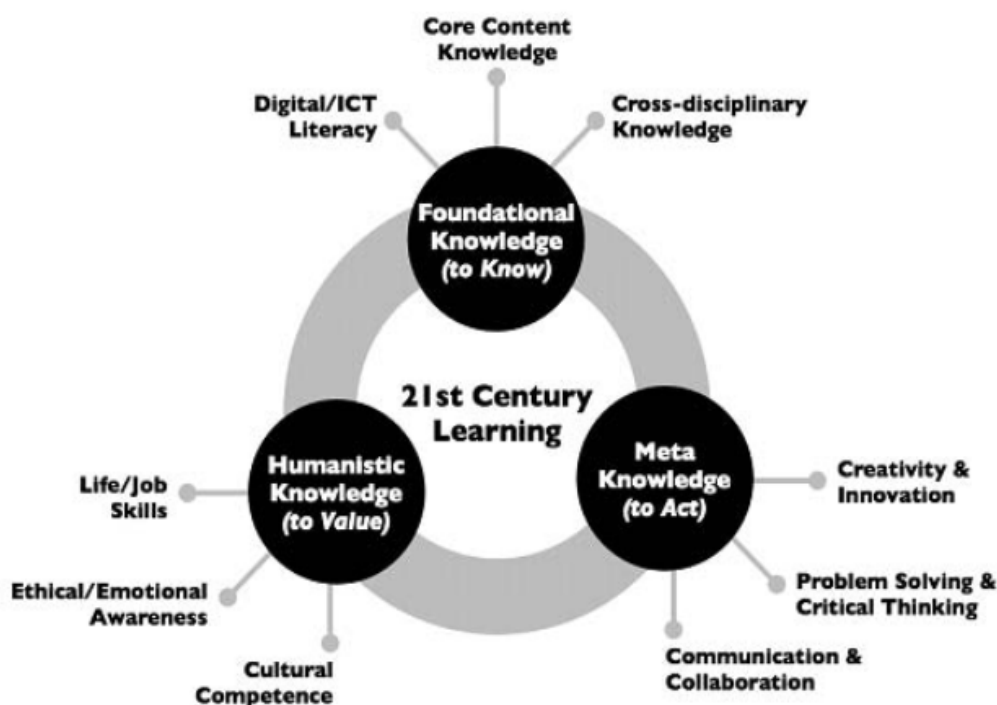 Core Content
Knowledge
Digital/ICT
Literacy
Cross-disciplinary
Knowledge
Foundational
Knowledge
(to Know)
21st Century
Learning
Humanistic
Knowledge
(to Value)
Meta
Knowledge
(to Act)
Life/Job
Skills
Ethical/Emotional
Awareness
Cultural
Competence
Creativity &
Innovation
Problem Solving &
Critical Thinking
Communication &
Collaboration